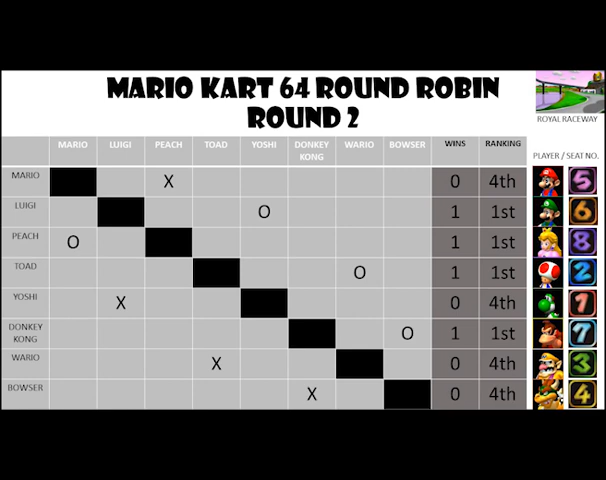 MARIO KART 64 ROUND ROBIN
ROUND 2
ROYAL RACEWAY
MARIO LUIGI PEACH TOAD YOSHI DONKEY KONG WARIO BOWSER WINS RANKING
PLAYER / SEAT NO.
MARIO X 0 4th 5
LUIGI O 1 1st 6
PEACH O 1 1st 8
TOAD O 1 1st 2
YOSHI X 0 4th 1
DONKEY KONG O 1 1st 7
WARIO X 0 4th 3
BOWSER X 0 4th 4